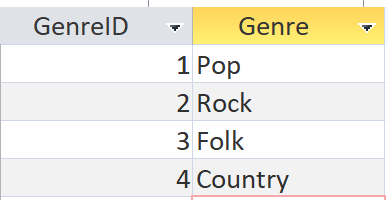 GenreID Genre
1 Pop
2 Rock
3 Folk
4 Country